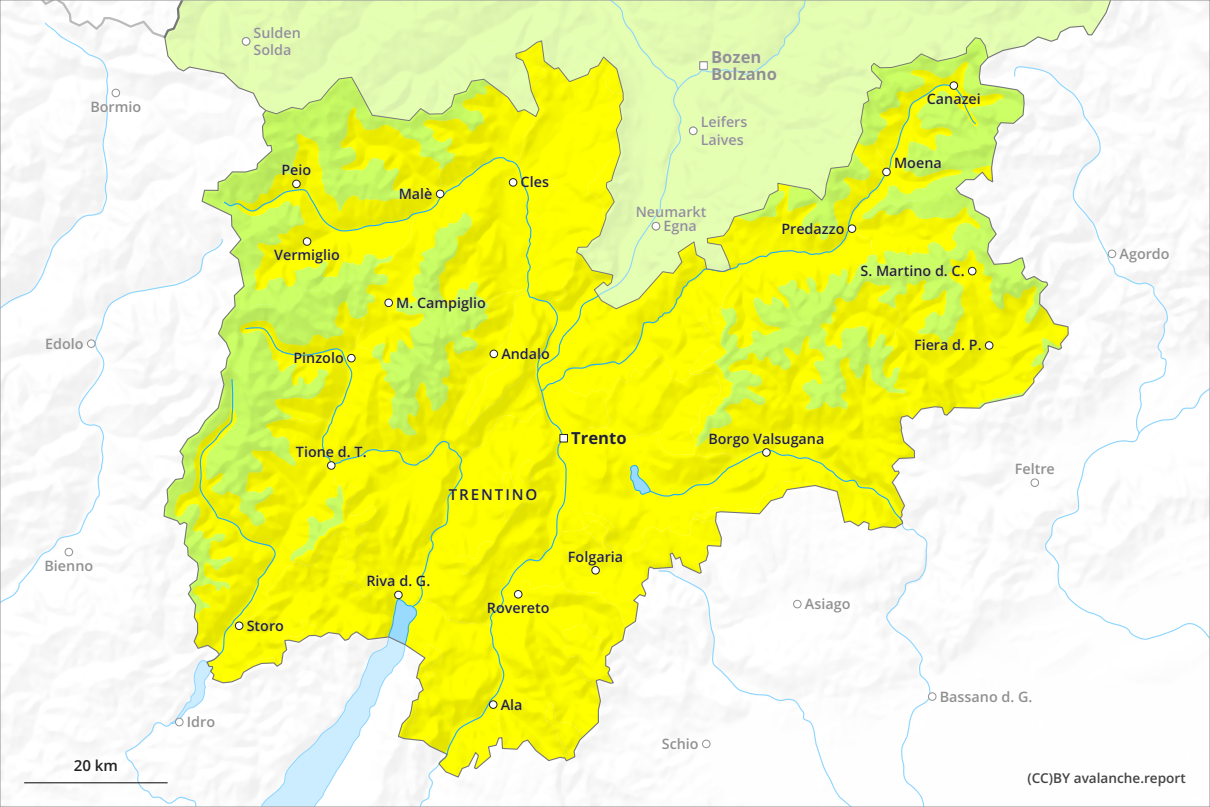 Sulden
Solda
Bozen
Bolzano
Bormio
Canazei
Leifers
Laives
Peio
Moena
Malè
Cles
Neumarkt
Egna
Predazzo
Vermiglio
Agordo
S. Martino d. C.
M. Campiglio
Edolo
Fiera d. P.
Pinzolo
Andalo
Trento
Borgo Valsugana
Tione d. T.
Feltre
TRENTINO
Bienno
Folgaria
Riva d. G.
Asiago
Rovereto
Storo
Bassano d. G.
Ala
Idro
Schio
20 km
(CC)BY avalanche.report